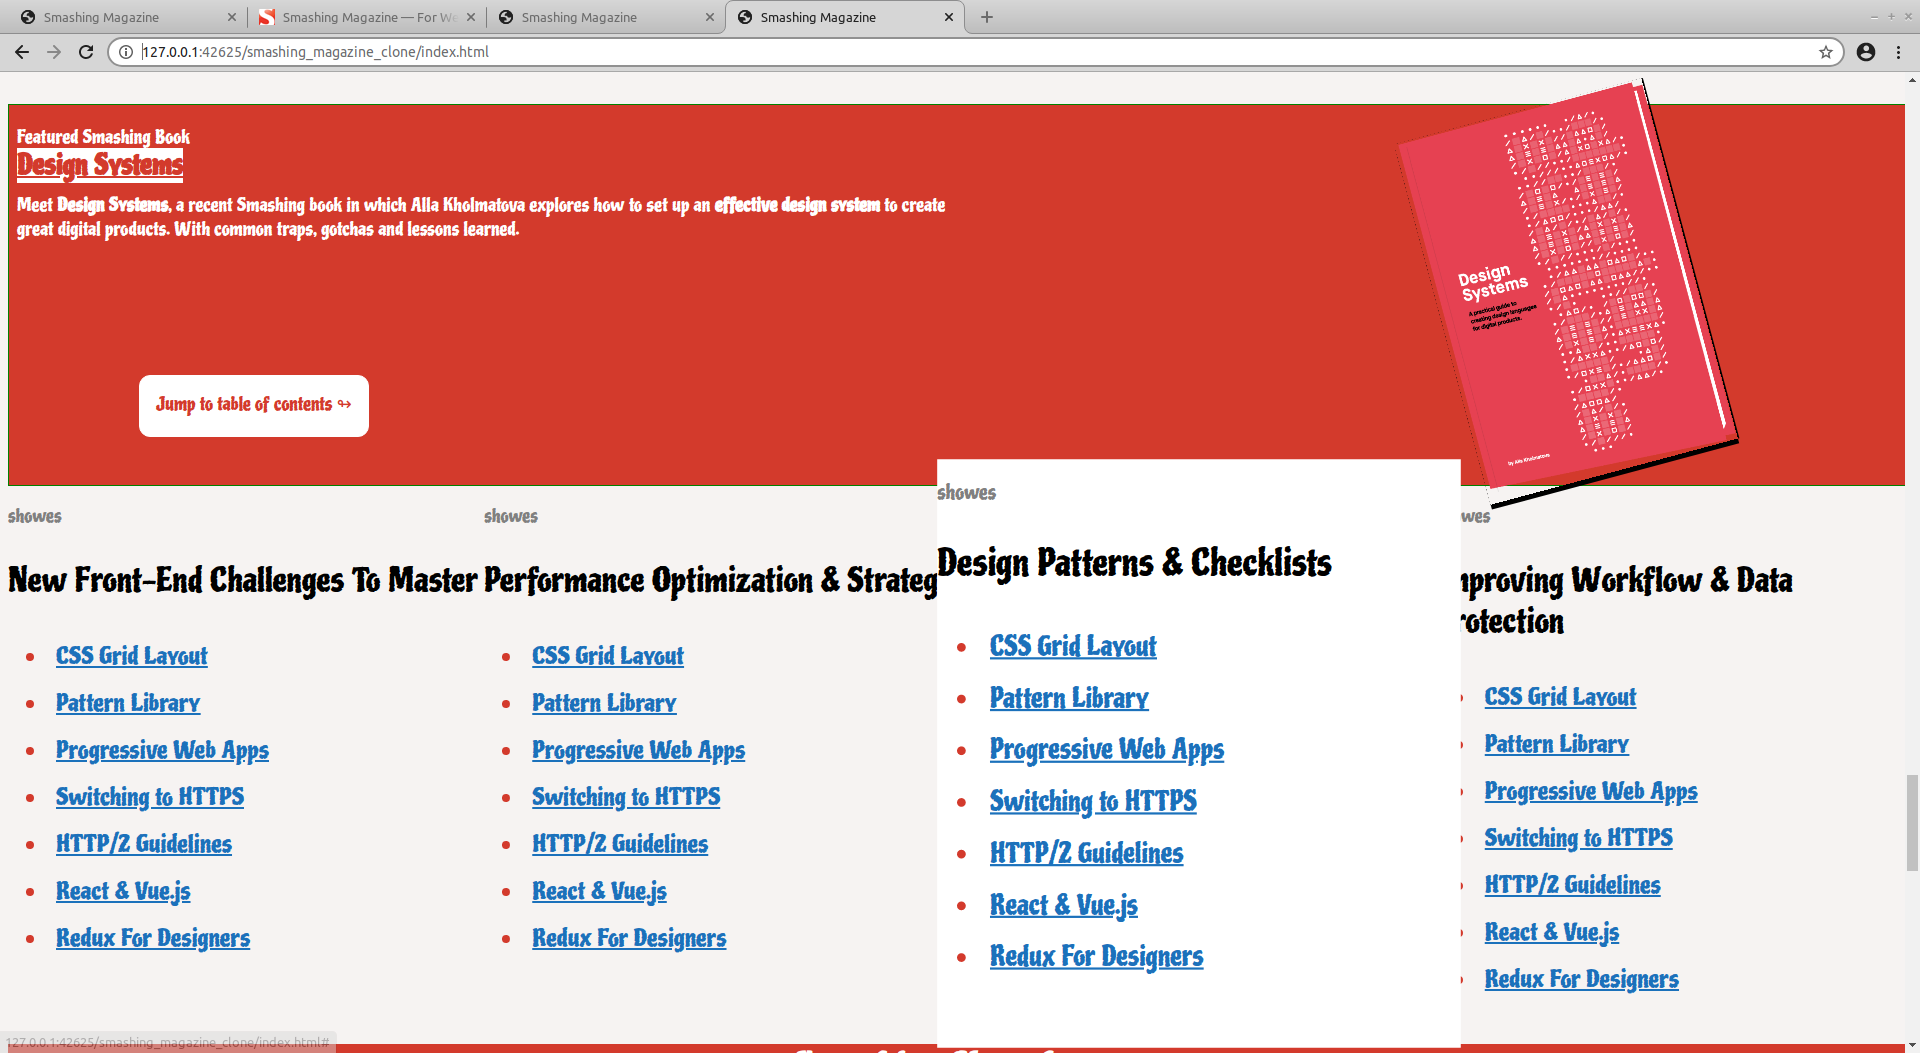 Smashing Magazine
Smashing Magazine — For We
Smashing Magazine
Smashing Magazine
127.0.0.1:42625/smashing_magazine_clone/index.html
Featured Smashing Book
Design Systems
Meet Design Systems, a recent Smashing book in which Alla Kholmatova explores how to set up an effective design system to create
great digital products. With common traps, gotchas and lessons learned.
Jump to table of contents ↬
Design
Systems
A practical guide to
creating design languages
for digital products.
by Alla Kholmatova
showes
New Front-End Challenges To Master
CSS Grid Layout
Pattern Library
Progressive Web Apps
Switching to HTTPS
HTTP/2 Guidelines
React & Vue.js
Redux For Designers
showes
Performance Optimization & Strateg
CSS Grid Layout
Pattern Library
Progressive Web Apps
Switching to HTTPS
HTTP/2 Guidelines
React & Vue.js
Redux For Designers
showes
Design Patterns & Checklists
CSS Grid Layout
Pattern Library
Progressive Web Apps
Switching to HTTPS
HTTP/2 Guidelines
React & Vue.js
Redux For Designers
wes
mproving Workflow & Data
rotection
CSS Grid Layout
Pattern Library
Progressive Web Apps
Switching to HTTPS
HTTP/2 Guidelines
React & Vue.js
Redux For Designers
127.0.0.1:42625/smashing_magazine_clone/index.html#